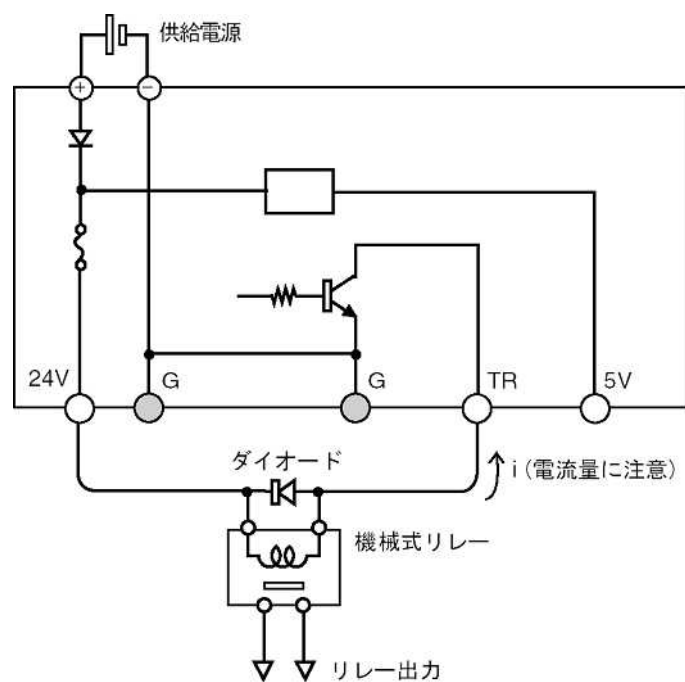 供給電源
+ −
24V G G TR 5V
ダイオード
i（電流量に注意）
機械式リレー
リレー出力